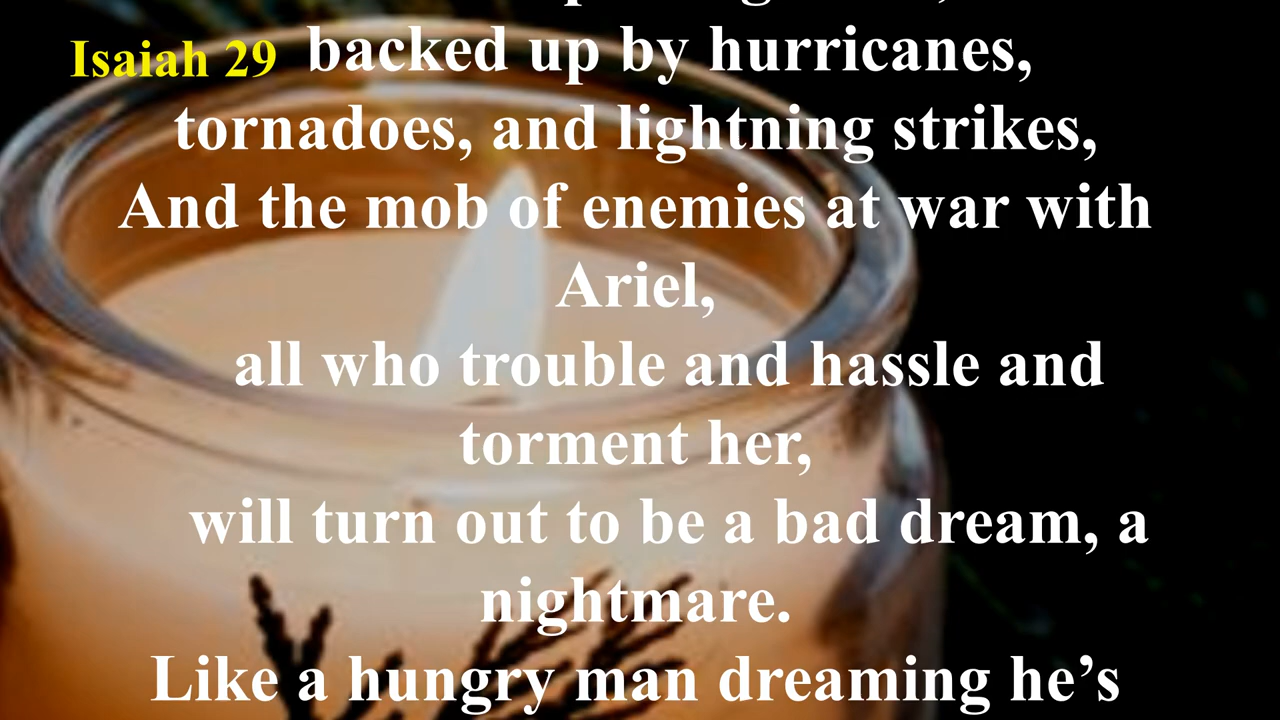 Isaiah 29
backed up by hurricanes,
tornadoes, and lightning strikes,
And the mob of enemies at war with
Ariel,
all who trouble and hassle and
torment her,
will turn out to be a bad dream, a
nightmare.
Like a hungry man dreaming he’s